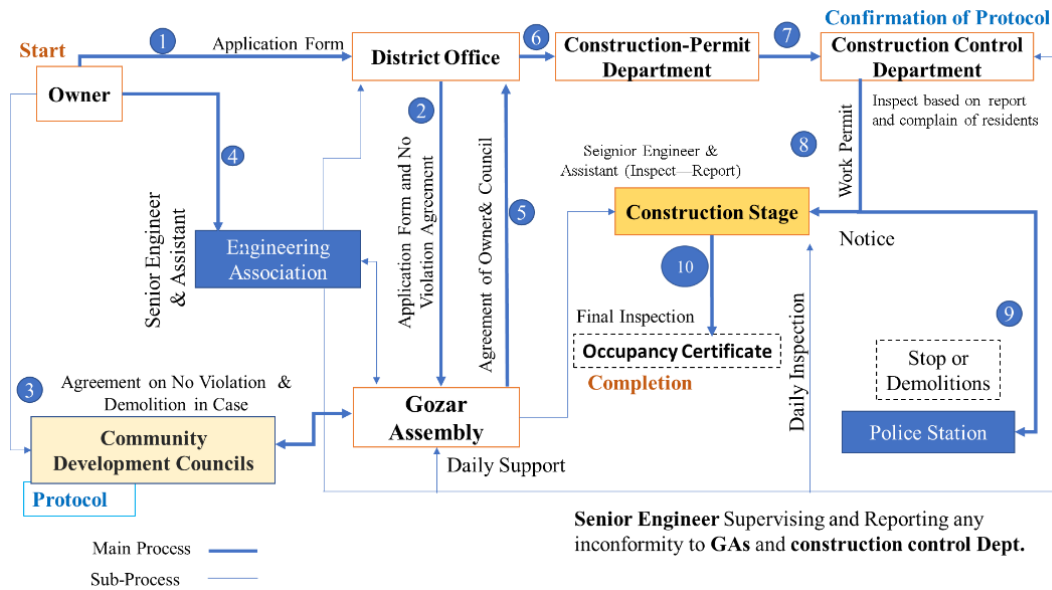 Confirmation of Protocol
Start
1
Application Form
District Office
6
Construction-Permit
Department
7
Construction Control
Department
Owner
Inspect based on report
and complain of residents
2
4
8
Work Permit
Seignior Engineer &
Assistant (Inspect—Report)
Senior Engineer
& Assistant
Application Form and No
Violation Agreement
5
Agreement of Owner& Council
Construction Stage
Notice
Engineering
Association
10
9
Final Inspection
Occupancy Certificate
Completion
Daily Inspection
Stop or
Demolitions
3
Agreement on No Violation &
Demolition in Case
Community
Development Councils
Gozar
Assembly
Police Station
Daily Support
Protocol
Senior Engineer Supervising and Reporting any
inconformity to GAs and construction control Dept.
Main Process
Sub-Process